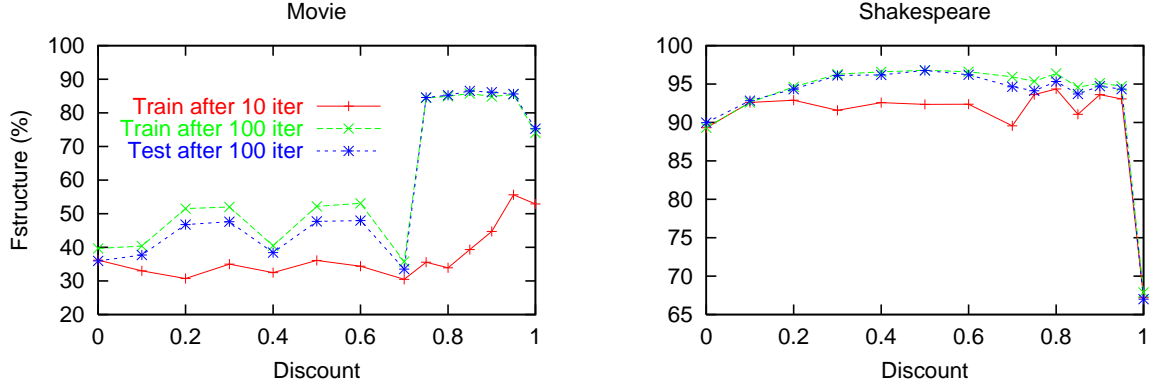 Movie
100
90
80
70
60
50
40
30
20
Fstructure (%)
Train after 10 iter
Train after 100 iter
Test after 100 iter
0 0.2 0.4 0.6 0.8 1
Discount
Shakespeare
100
95
90
85
80
75
70
65
0 0.2 0.4 0.6 0.8 1
Discount